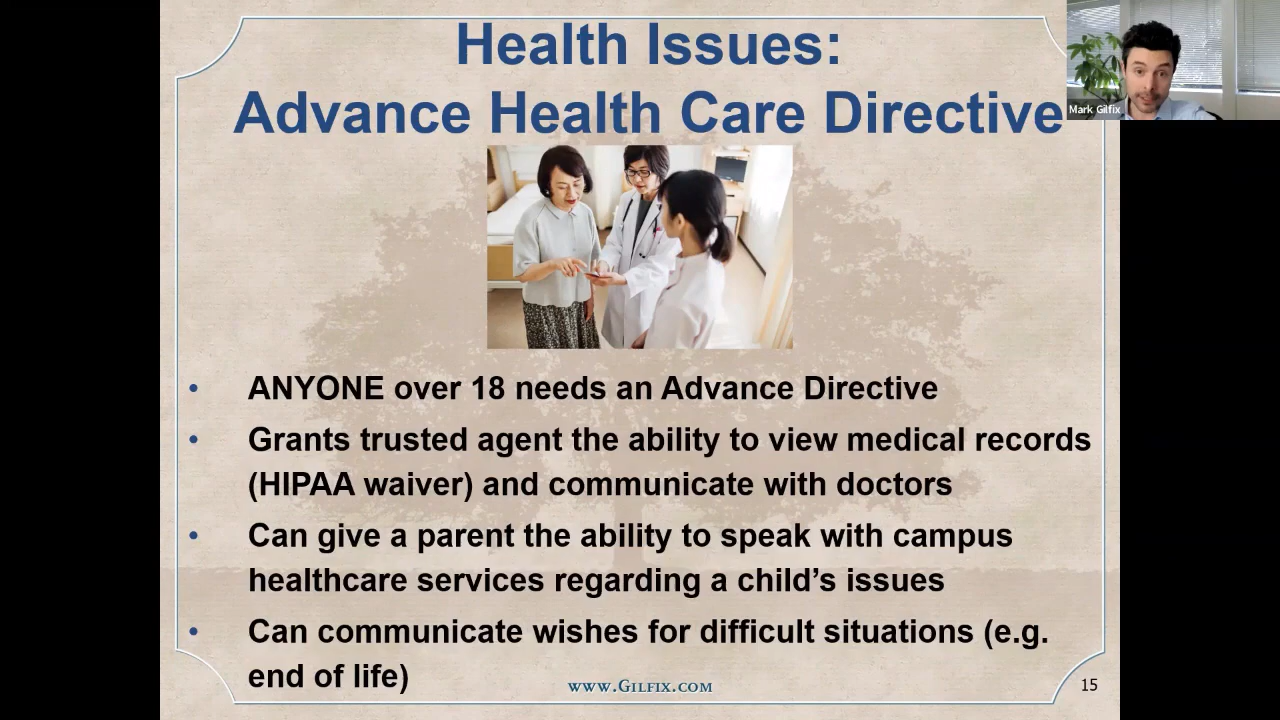 Health Issues:
Advance Health Care Directive
Mark Gilfix
• ANYONE over 18 needs an Advance Directive
• Grants trusted agent the ability to view medical records
(HIPAA waiver) and communicate with doctors
• Can give a parent the ability to speak with campus
healthcare services regarding a child’s issues
• Can communicate wishes for difficult situations (e.g.
end of life)
www.Gilfix.com
15